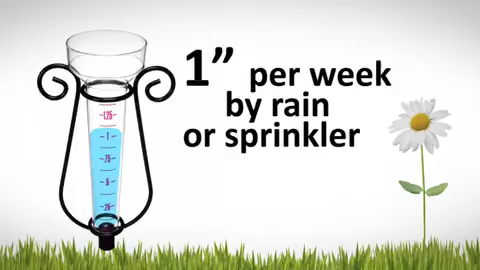 1” per week
by rain
or sprinkler
1.25
1
.75
.5
.25